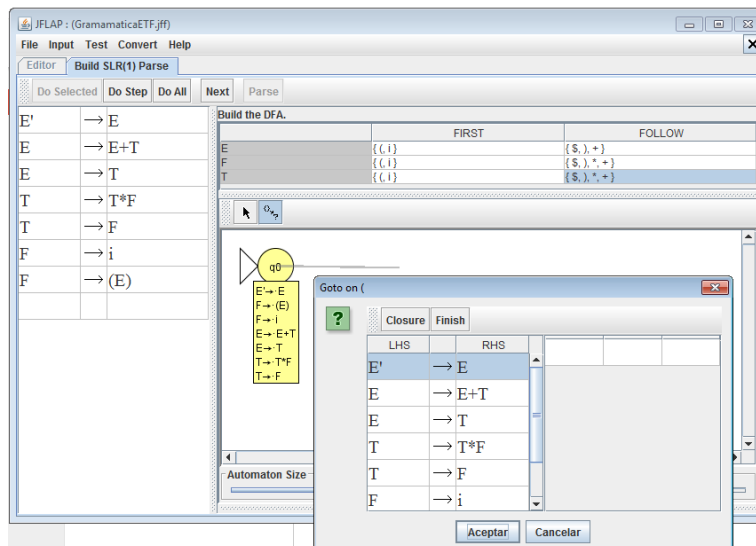 JFLAP : (GramamaticaETF.jff)
File Input Test Convert Help
Editor Build SLR(1) Parse
Do Selected Do Step Do All Next Parse
E' → E
E → E+T
E → T
T → T*F
T → F
F → i
F → (E)
Build the DFA.
FIRST FOLLOW
E { (, i } { $, ), + }
F { (, i } { $, ), *, + }
T { (, i } { $, ), *, + }
q0
E'→·E
F→·(E)
F→·i
E→·E+T
E→·T
T→·T*F
T→·F
Automaton Size
Goto on (
?
Closure Finish
LHS RHS
E' → E
E → E+T
E → T
T → T*F
T → F
F → i
Aceptar Cancelar